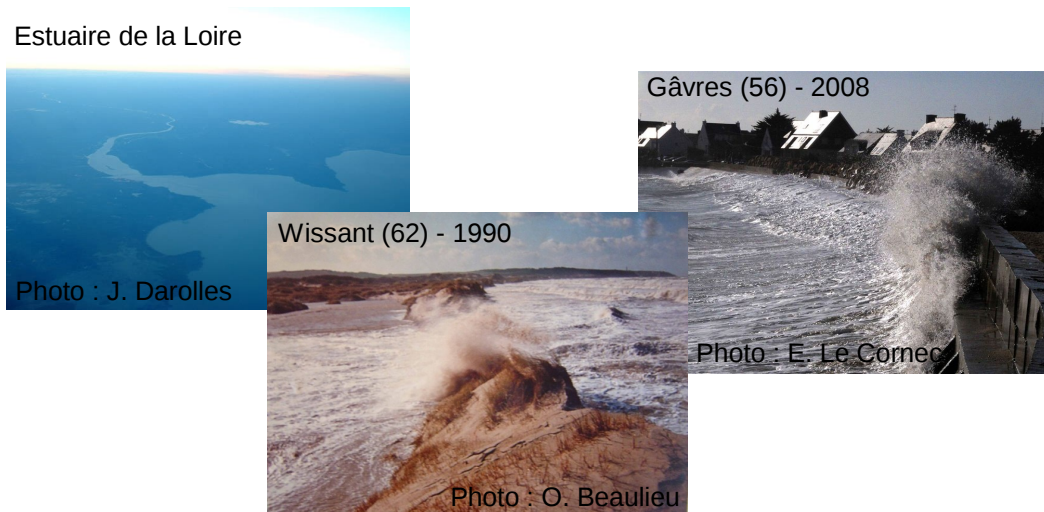 Estuaire de la Loire
Photo : J. Darolles
Wissant (62) - 1990
Photo : O. Beaulieu
Gâvres (56) - 2008
Photo : E. Le Cornec